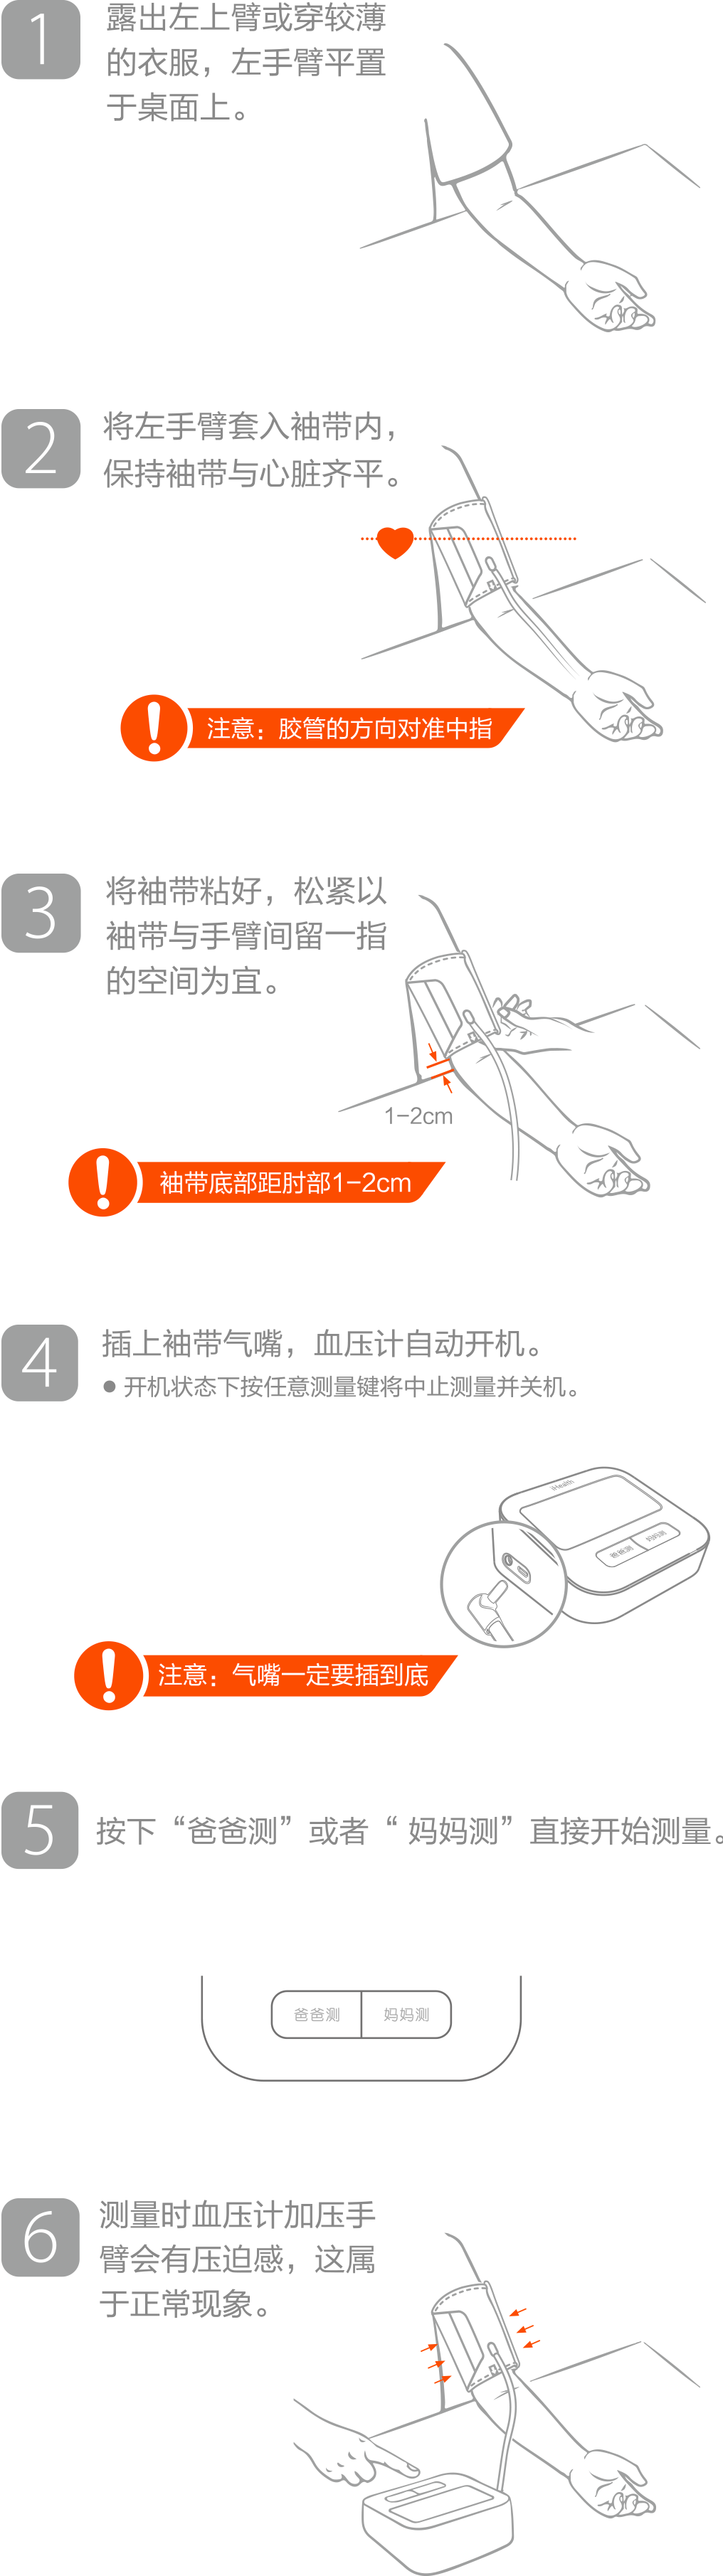 1
露出左上臂或穿较薄
的衣服，左手臂平置
于桌面上。
2
将左手臂套入袖带内，
保持袖带与心脏齐平。
注意：胶管的方向对准中指
3
将袖带粘好，松紧以
袖带与手臂间留一指
的空间为宜。
1-2cm
袖带底部距肘部1-2cm
4
插上袖带气嘴，血压计自动开机。
● 开机状态下按任意测量键将中止测量并关机。
iHealth
爸爸测 妈妈测
注意：气嘴一定要插到底
5
按下“爸爸测”或者“ 妈妈测”直接开始测量。
爸爸测 妈妈测
6
测量时血压计加压手
臂会有压迫感，这属
于正常现象。